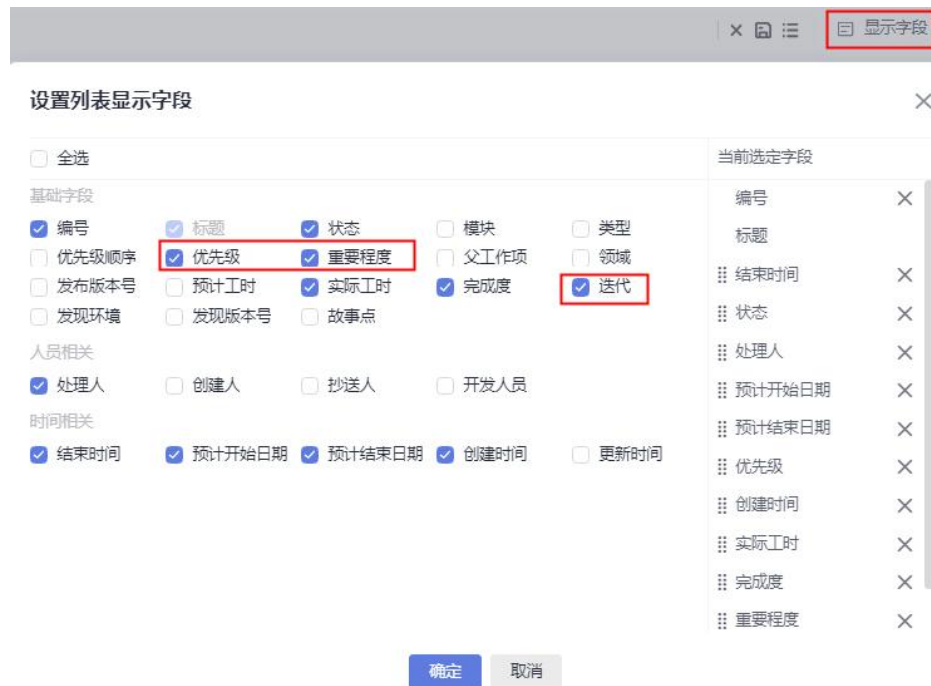 显示字段
设置列表显示字段
全选
当前选定字段
基础字段
编号 标题 状态 模块 类型
优先级顺序 优先级 重要程度 父工作项 领域
发布版本号 预计工时 实际工时 完成度 迭代
发现环境 发现版本号 故事点
人员相关
处理人 创建人 抄送人 开发人员
时间相关
结束时间 预计开始日期 预计结束日期 创建时间 更新时间
编号
标题
结束时间
状态
处理人
预计开始日期
预计结束日期
优先级
创建时间
实际工时
完成度
重要程度
确定 取消